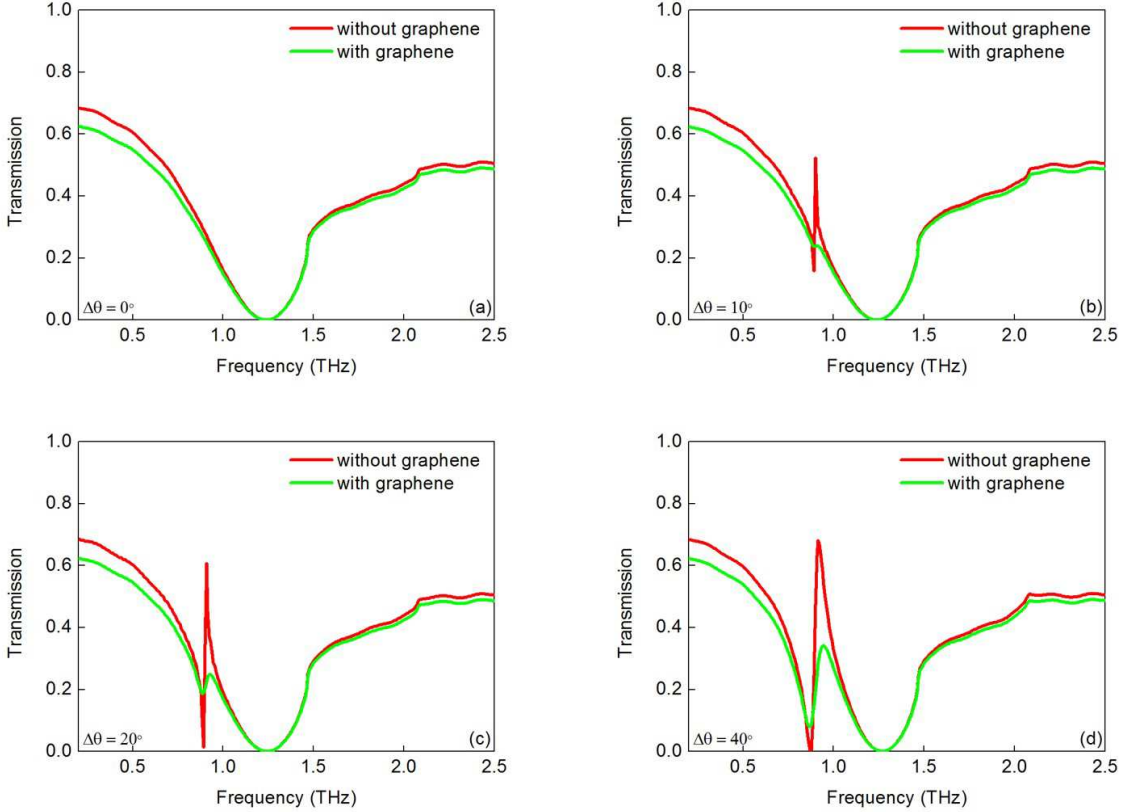 1.0
without graphene
with graphene
0.8
0.6
0.4
0.2
0.0
Transmission
Δθ = 0°
(a)
0.5 1.0 1.5 2.0 2.5
Frequency (THz)
1.0
without graphene
with graphene
0.8
0.6
0.4
0.2
0.0
Transmission
Δθ = 10°
(b)
0.5 1.0 1.5 2.0 2.5
Frequency (THz)
1.0
without graphene
with graphene
0.8
0.6
0.4
0.2
0.0
Transmission
Δθ = 20°
(c)
0.5 1.0 1.5 2.0 2.5
Frequency (THz)
1.0
without graphene
with graphene
0.8
0.6
0.4
0.2
0.0
Transmission
Δθ = 40°
(d)
0.5 1.0 1.5 2.0 2.5
Frequency (THz)